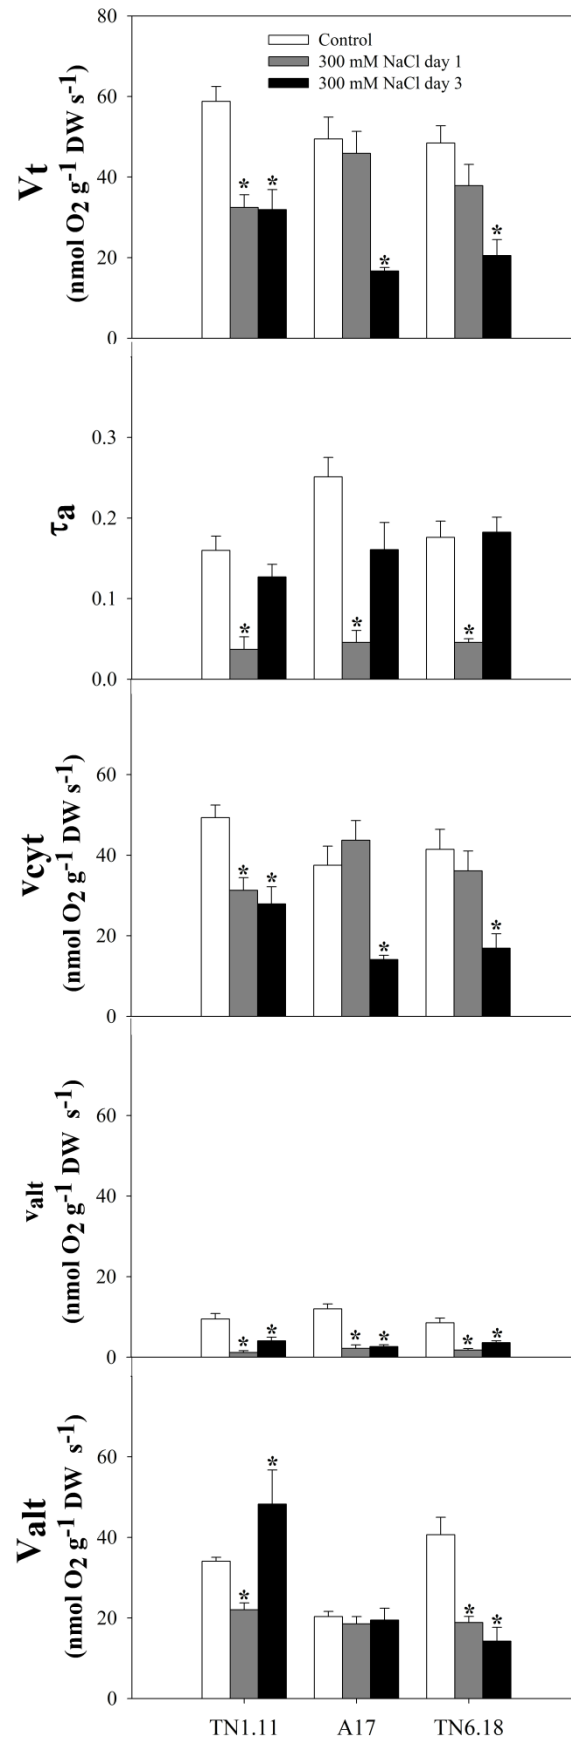 80
Control
300 mM NaCl day 1
300 mM NaCl day 3
60
40
20
0
Vt
(nmol O2 g-1 DW s-1)
* *
*
*
0.3
0.2
0.1
0.0
τa
*
*
*
60
40
20
0
vcyt
(nmol O2 g-1 DW s-1)
* *
*
*
60
40
20
0
valt
(nmol O2 g-1 DW s-1)
* *
* *
* *
60
40
20
0
Valt
(nmol O2 g-1 DW s-1)
*
*
* *
TN1.11 A17 TN6.18